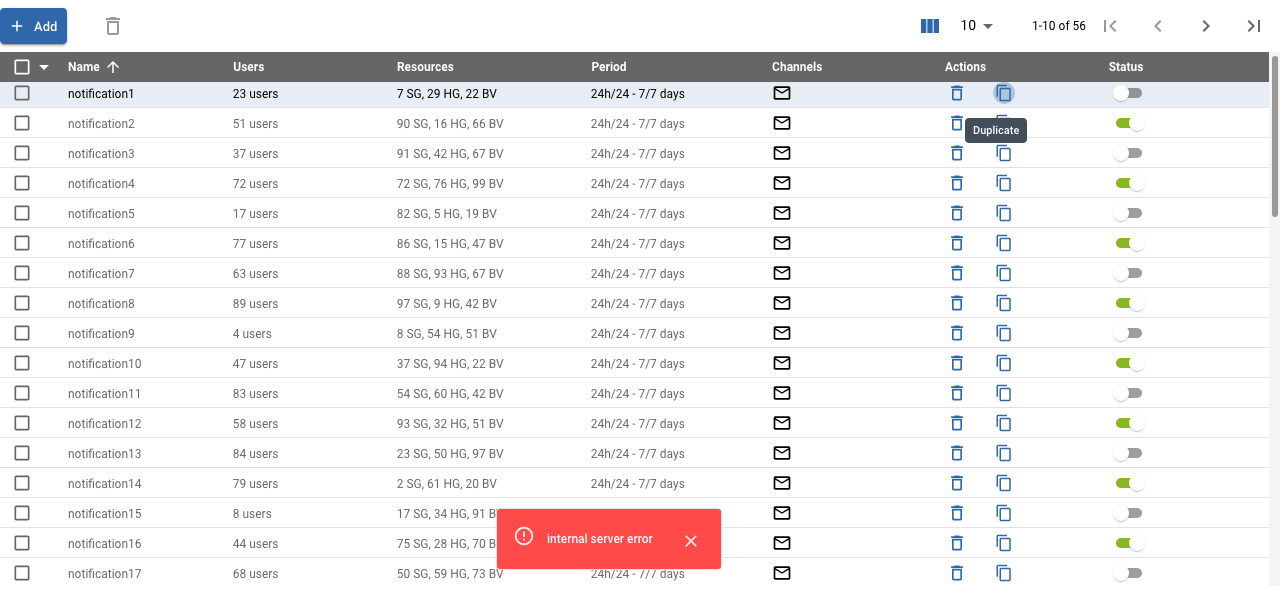 Add
10
1-10 of 56
Name Users Resources Period Channels Actions Status
notification1 23 users 7 SG, 29 HG, 22 BV 24h/24 - 7/7 days
notification2 51 users 90 SG, 16 HG, 66 BV 24h/24 - 7/7 days
Duplicate
notification3 37 users 91 SG, 42 HG, 67 BV 24h/24 - 7/7 days
notification4 72 users 72 SG, 76 HG, 99 BV 24h/24 - 7/7 days
notification5 17 users 82 SG, 5 HG, 19 BV 24h/24 - 7/7 days
notification6 77 users 86 SG, 15 HG, 47 BV 24h/24 - 7/7 days
notification7 63 users 88 SG, 93 HG, 67 BV 24h/24 - 7/7 days
notification8 89 users 97 SG, 9 HG, 42 BV 24h/24 - 7/7 days
notification9 4 users 8 SG, 54 HG, 51 BV 24h/24 - 7/7 days
notification10 47 users 37 SG, 94 HG, 22 BV 24h/24 - 7/7 days
notification11 83 users 54 SG, 60 HG, 42 BV 24h/24 - 7/7 days
notification12 58 users 93 SG, 32 HG, 51 BV 24h/24 - 7/7 days
notification13 84 users 23 SG, 50 HG, 97 BV 24h/24 - 7/7 days
notification14 79 users 2 SG, 61 HG, 20 BV 24h/24 - 7/7 days
notification15 8 users 17 SG, 34 HG, 91
notification16 44 users 75 SG, 28 HG, 70
internal server error
notification17 68 users 50 SG, 59 HG, 73 BV 24h/24 - 7/7 days